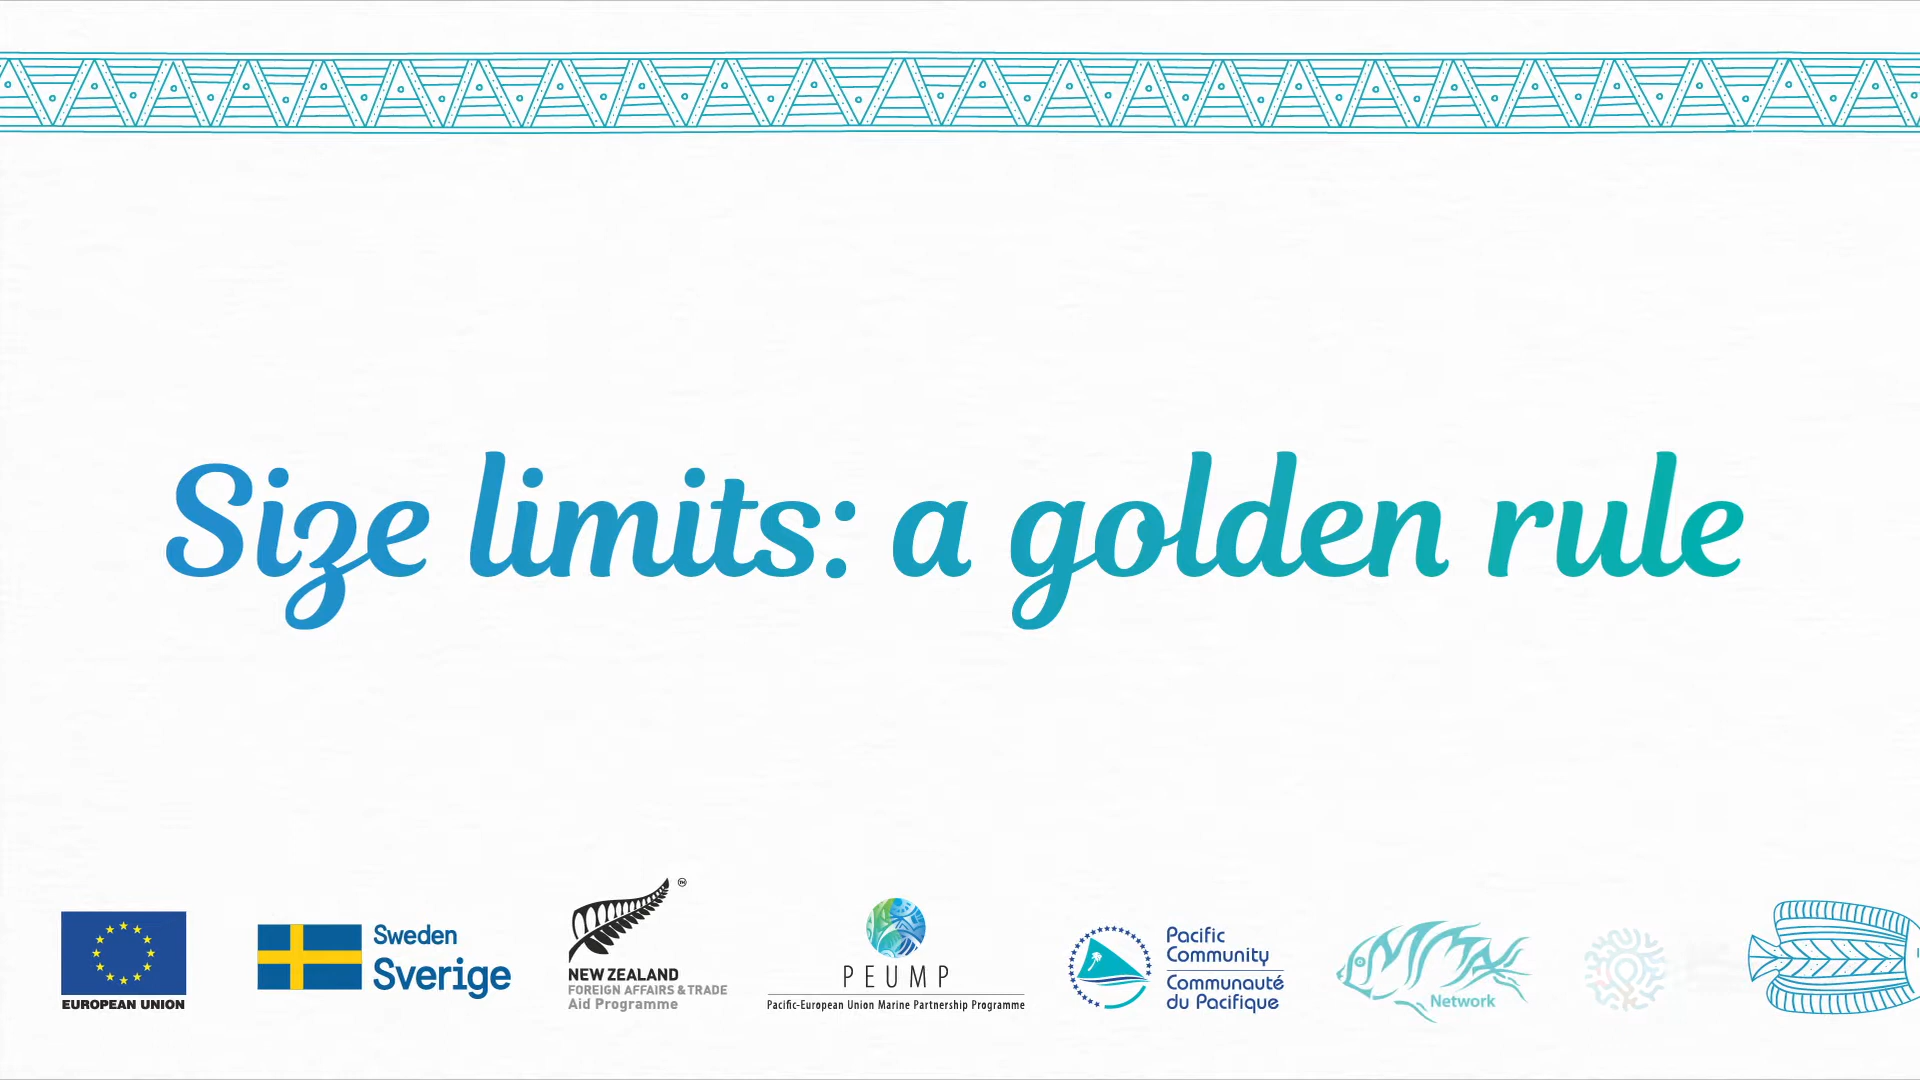 Size limits: a golden rule
EUROPEAN UNION
Sweden
Sverige
NEW ZEALAND
FOREIGN AFFAIRS & TRADE
Aid Programme
PEUMP
Pacific-European Union Marine Partnership Programme
Pacific
Community
Communauté
du Pacifique
LMMA
Network